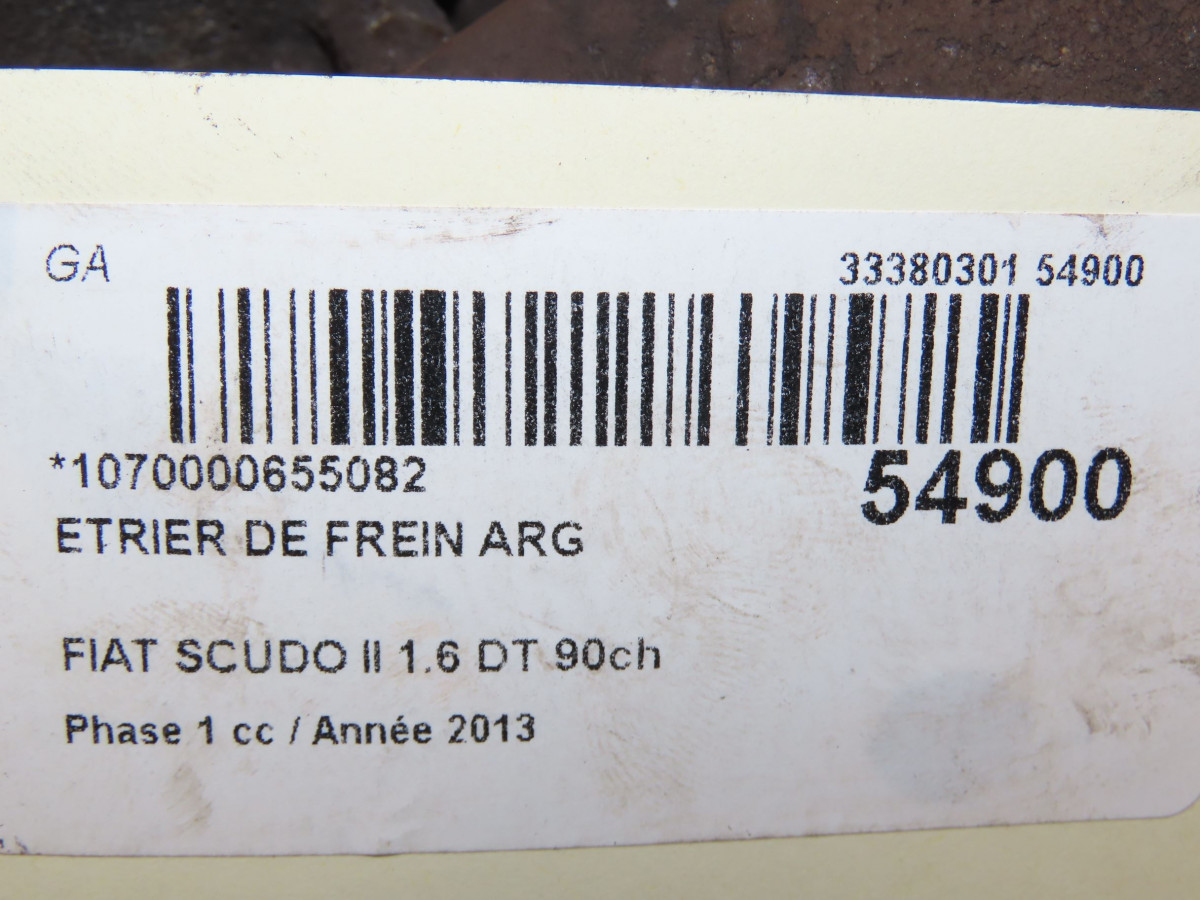 GA 33380301 54900
*1070000655082 54900
ETRIER DE FREIN ARG
FIAT SCUDO II 1.6 DT 90ch
Phase 1 cc / Année 2013